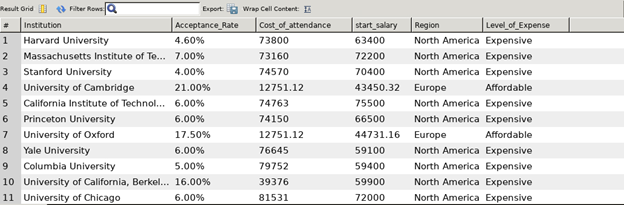 Result Grid Filter Rows: Export: Wrap Cell Content:
# Institution Acceptance_Rate Cost_of_attendance start_salary Region Level_of_Expense
1 Harvard University 4.60% 73800 63400 North America Expensive
2 Massachusetts Institute of Te... 7.00% 73160 72200 North America Expensive
3 Stanford University 4.00% 74570 70400 North America Expensive
4 University of Cambridge 21.00% 12751.12 43450.32 Europe Affordable
5 California Institute of Technol... 6.00% 74763 75500 North America Expensive
6 Princeton University 6.00% 74150 66500 North America Expensive
7 University of Oxford 17.50% 12751.12 44731.16 Europe Affordable
8 Yale University 6.00% 76645 59100 North America Expensive
9 Columbia University 5.00% 79752 59400 North America Expensive
10 University of California, Berkel... 16.00% 39376 59900 North America Expensive
11 University of Chicago 6.00% 81531 72000 North America Expensive